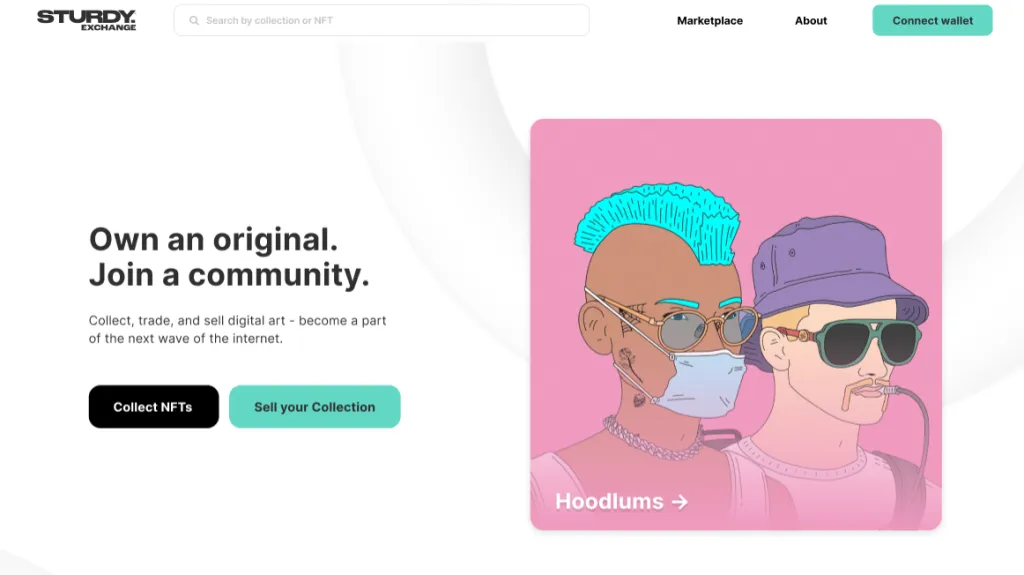 STURDY.
EXCHANGE
Search by collection or NFT
Marketplace
About
Connect wallet
Own an original.
Join a community.
Collect, trade, and sell digital art - become a part
of the next wave of the internet.
Collect NFTs
Sell your Collection
Hoodlums →